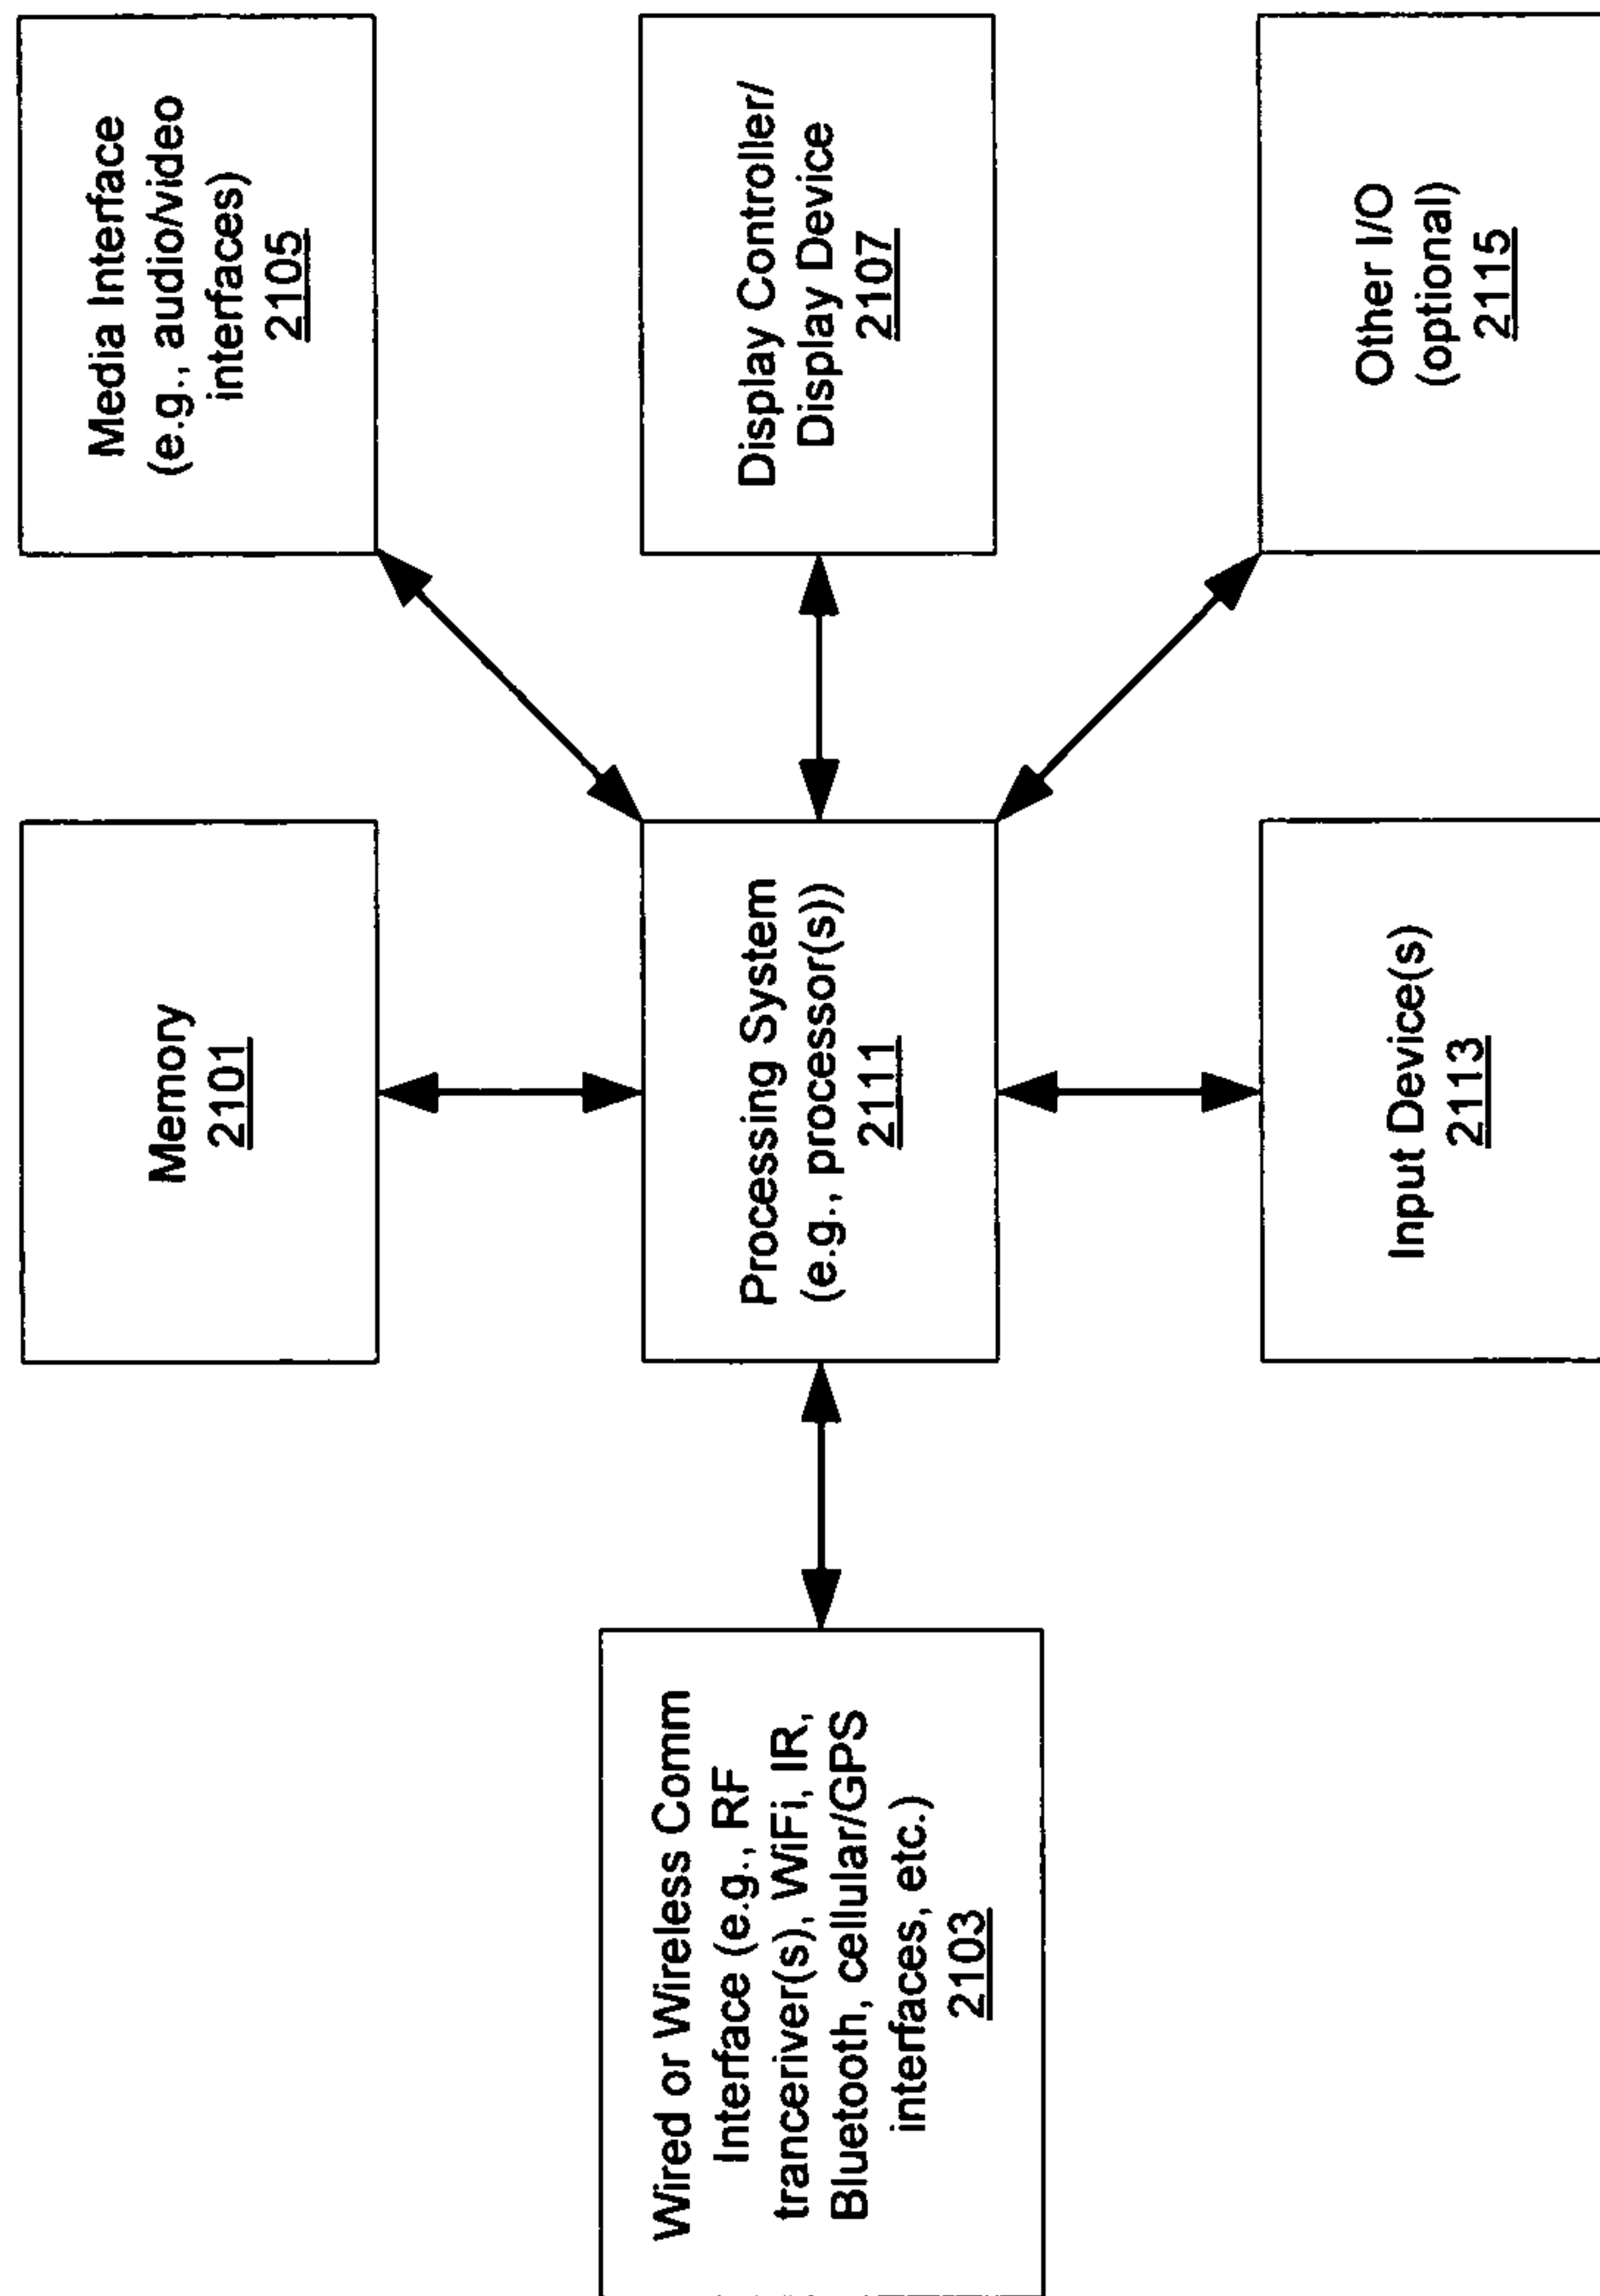 Memory
2101
Media Interface
(e.g., audio/video
interfaces)
2105
Wired or Wireless Comm
Interface (e.g., RF
tranceriver(s), WiFi, IR,
Bluetooth, cellular/GPS
interfaces, etc.)
2103
Processing System
(e.g., processor(s))
2111
Display Controller/
Display Device
2107
Input Device(s)
2113
Other I/O
(optional)
2115